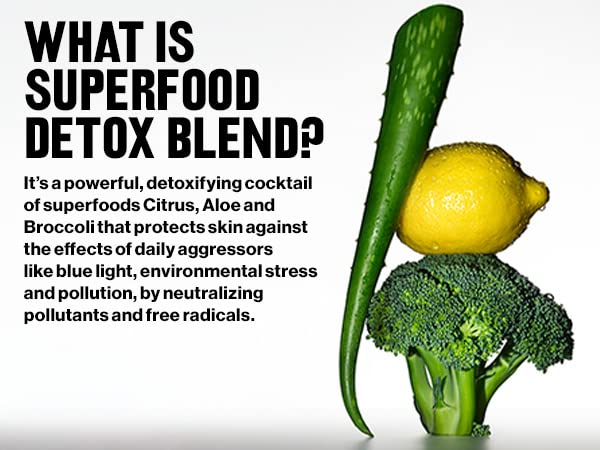 WHAT IS
SUPERFOOD
DETOX BLEND?
It's a powerful, detoxifying cocktail
of superfoods Citrus, Aloe and
Broccoli that protects skin against
the effects of daily aggressors
like blue light, environmental stress
and pollution, by neutralizing
pollutants and free radicals.